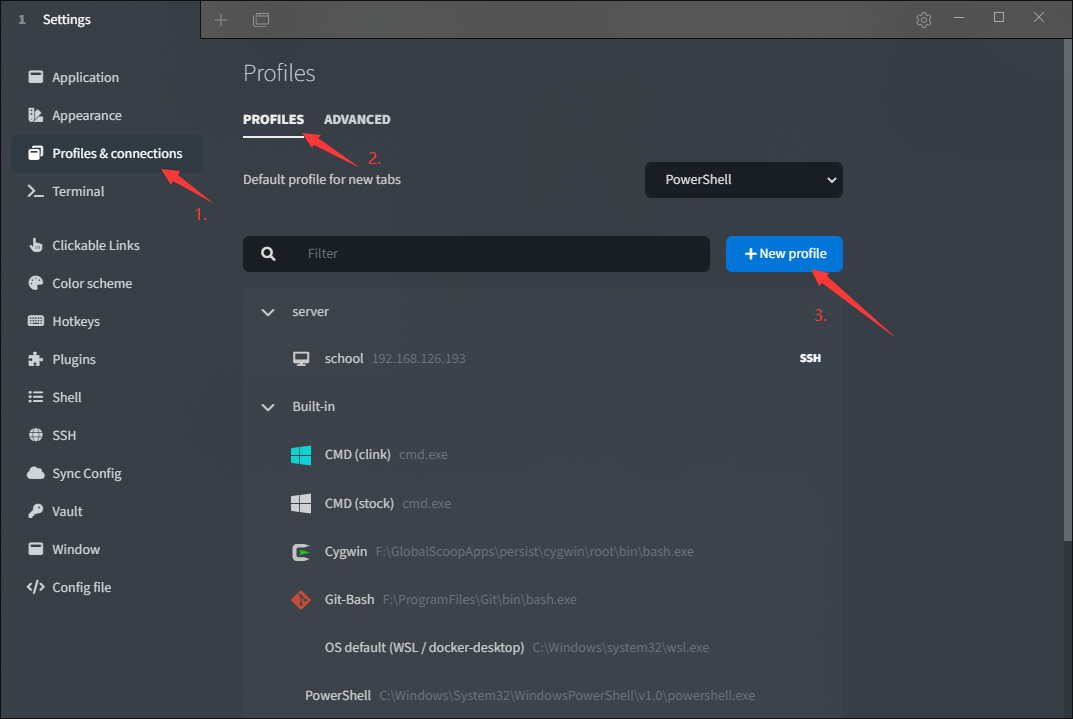 1 Settings
Application
Appearance
Profiles & connections
1.
Terminal
Clickable Links
Color scheme
Hotkeys
Plugins
Shell
SSH
Sync Config
Vault
Window
Config file
Profiles
PROFILES ADVANCED
2.
Default profile for new tabs PowerShell
Filter New profile
3.
server
school 192.168.126.193 SSH
Built-in
CMD (clink) cmd.exe
CMD (stock) cmd.exe
Cygwin F:\GlobalScoopApps\persist\cygwin\root\bin\bash.exe
Git-Bash F:\ProgramFiles\Git\bin\bash.exe
OS default (WSL / docker-desktop) C:\Windows\system32\wsl.exe
PowerShell C:\Windows\System32\WindowsPowerShell\v1.0\powershell.exe